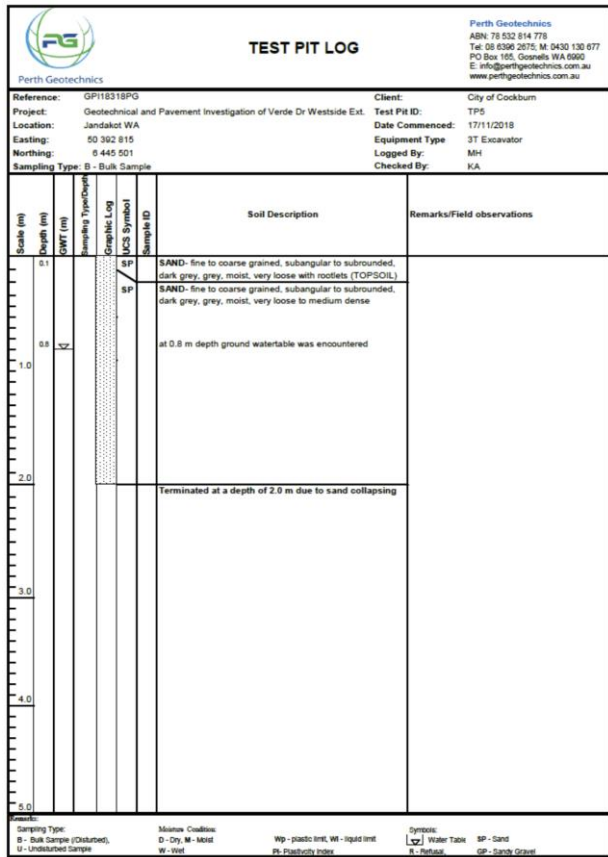 PG
Perth Geotechnics
TEST PIT LOG
Perth Geotechnics
ABN: 78 532 814 778
Tel: 08 6396 2675; M: 0430 130 677
PO Box 165, Gosnells WA 6990
E: info@perthgeotechnics.com.au
www.perthgeotechnics.com.au
Reference: GPI18318PG Client: City of Cockburn
Project: Geotechnical and Pavement Investigation of Verde Dr Westside Ext. Test Pit ID: TP5
Location: Jandakot WA Date Commenced: 17/11/2018
Easting: 50 392 815 Equipment Type 3T Excavator
Northing: 6 445 501 Logged By: MH
Sampling Type: B - Bulk Sample Checked By: KA
Scale (m) Depth (m) GWT (m) Sampling Type/Depth Graphic Log UCS Symbol Sample ID Soil Description Remarks/Field observations
0.1 SP SAND- fine to coarse grained, subangular to subrounded,
dark grey, grey, moist, very loose with rootlets (TOPSOIL)
SP SAND- fine to coarse grained, subangular to subrounded,
dark grey, grey, moist, very loose to medium dense
0.8 at 0.8 m depth ground watertable was encountered
1.0
2.0
Terminated at a depth of 2.0 m due to sand collapsing
3.0
4.0
5.0
Remarks:
Sampling Type: Moisture Condition: Symbols:
B - Bulk Sample (/Disturbed), D - Dry, M - Moist Wp - plastic limit, Wl - liquid limit Water Table SP - Sand
U - Undisturbed Sample W - Wet PI- Plastivity Index R - Refusal, GP - Sandy Gravel